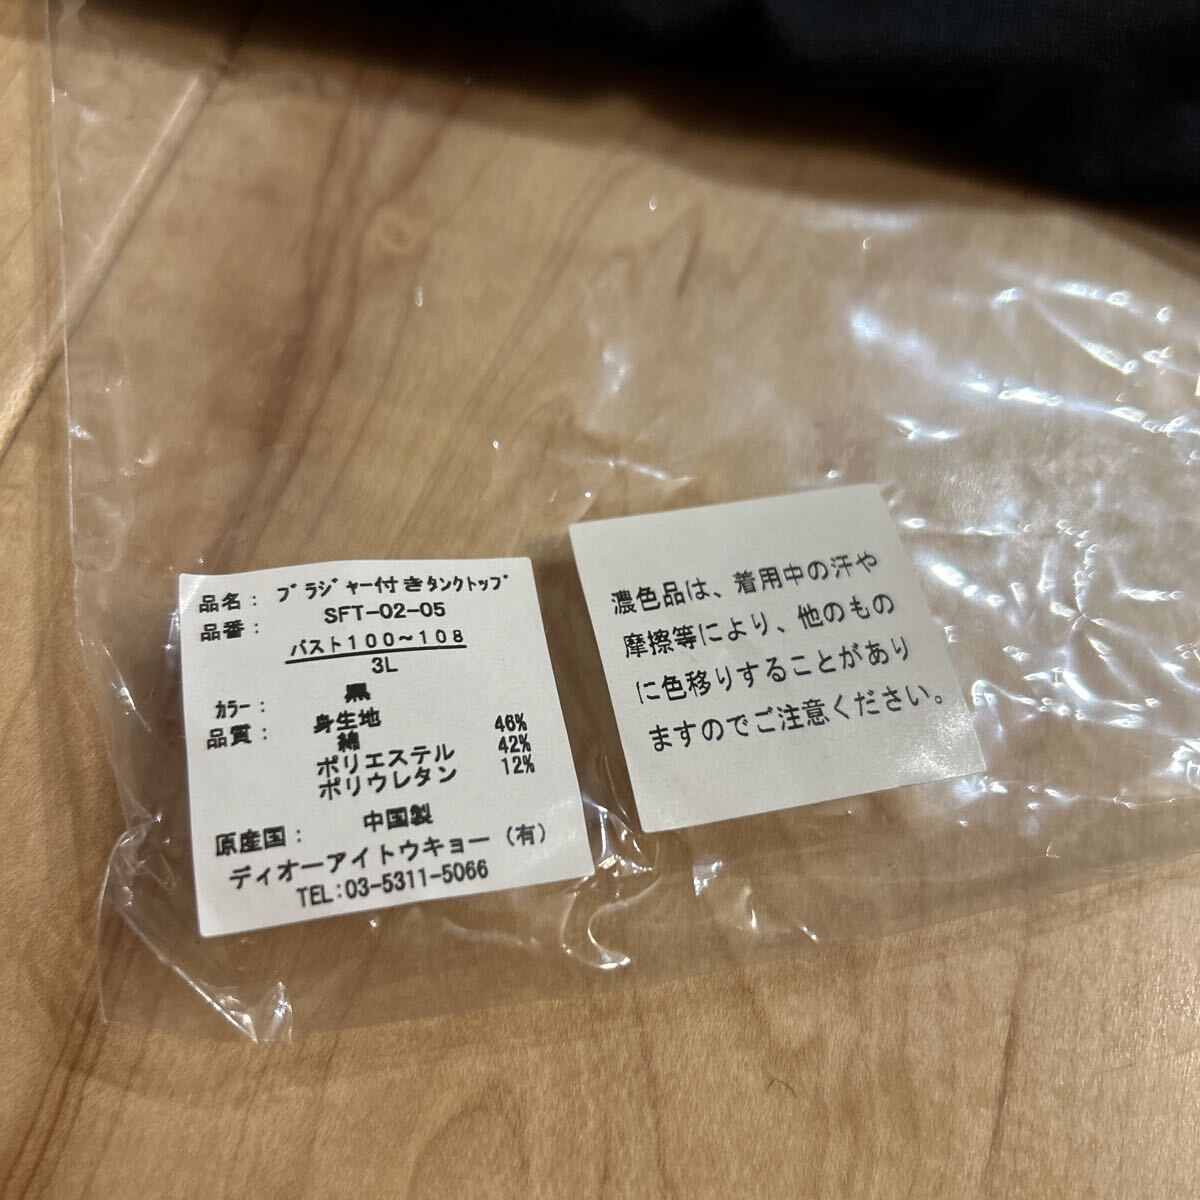 品名： ブラジャー付きタンクトップ
品番： SFT-02-05
バスト１００～１０８
3L
カラー： 黒
品質： 身生地
綿 46%
ポリエステル 42%
ポリウレタン 12%
原産国： 中国製
ディオーアイトウキョー（有）
TEL:03-5311-5066
濃色品は、着用中の汗や
摩擦等により、他のもの
に色移りすることがあり
ますのでご注意ください。